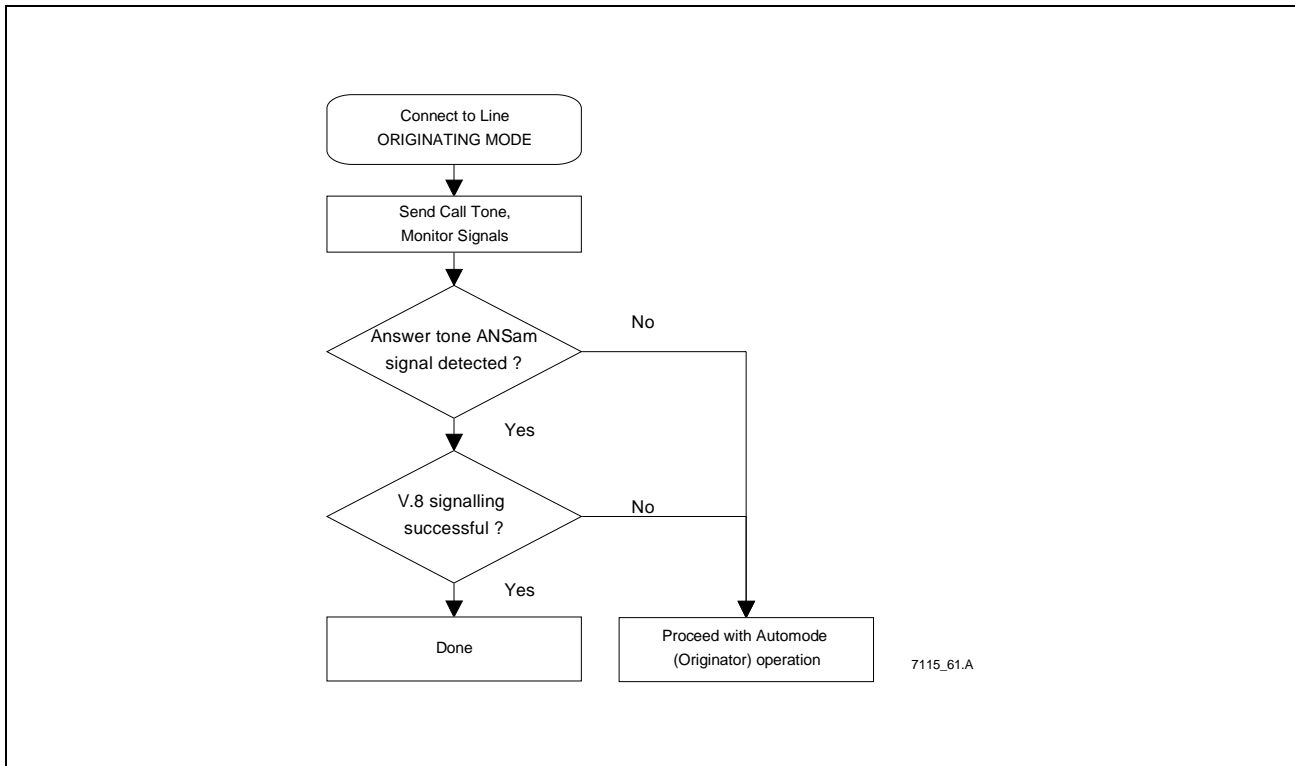 Connect to Line
ORIGINATING MODE
Send Call Tone,
Monitor Signals
Answer tone ANSam
signal detected ?
No
Yes
V.8 signalling
successful ?
No
Yes
Done
Proceed with Automode
(Originator) operation
7115_61.A